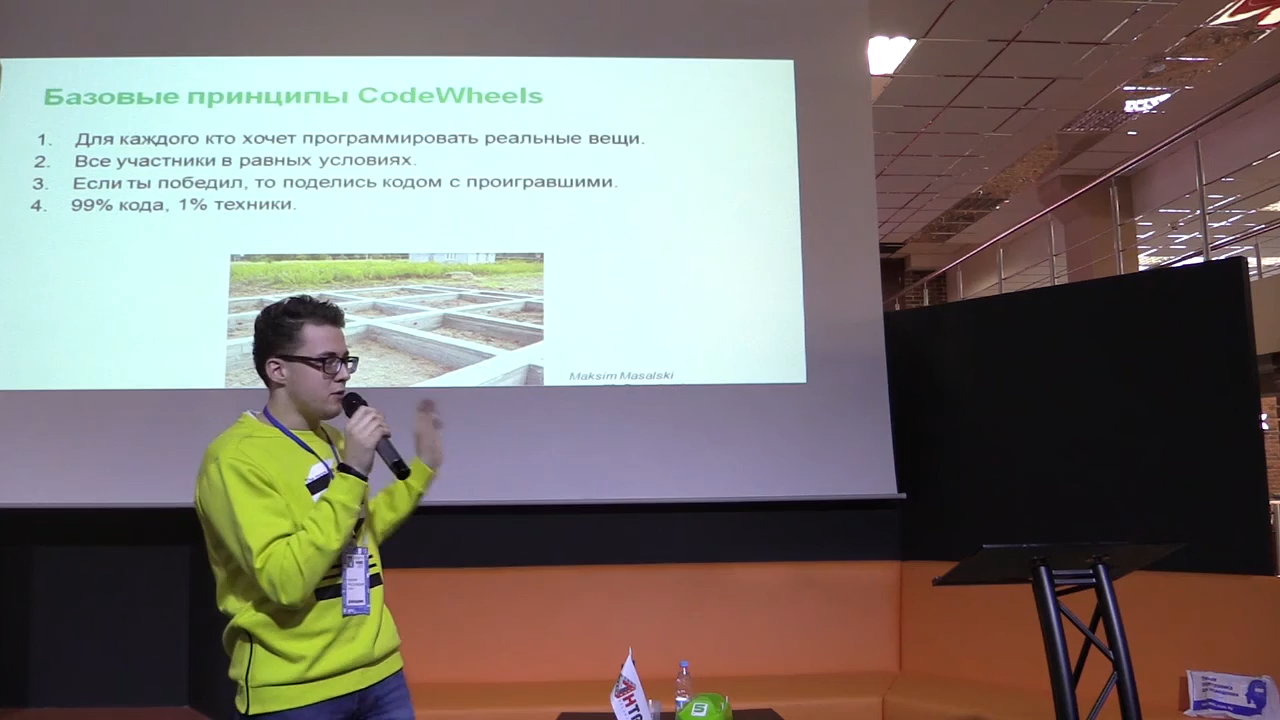 Базовые принципы CodeWheels
1. Для каждого кто хочет программировать реальные вещи.
2. Все участники в равных условиях.
3. Если ты победил, то поделись кодом с проигравшими.
4. 99% кода, 1% техники.
Maksim Masalski
НТВ
S